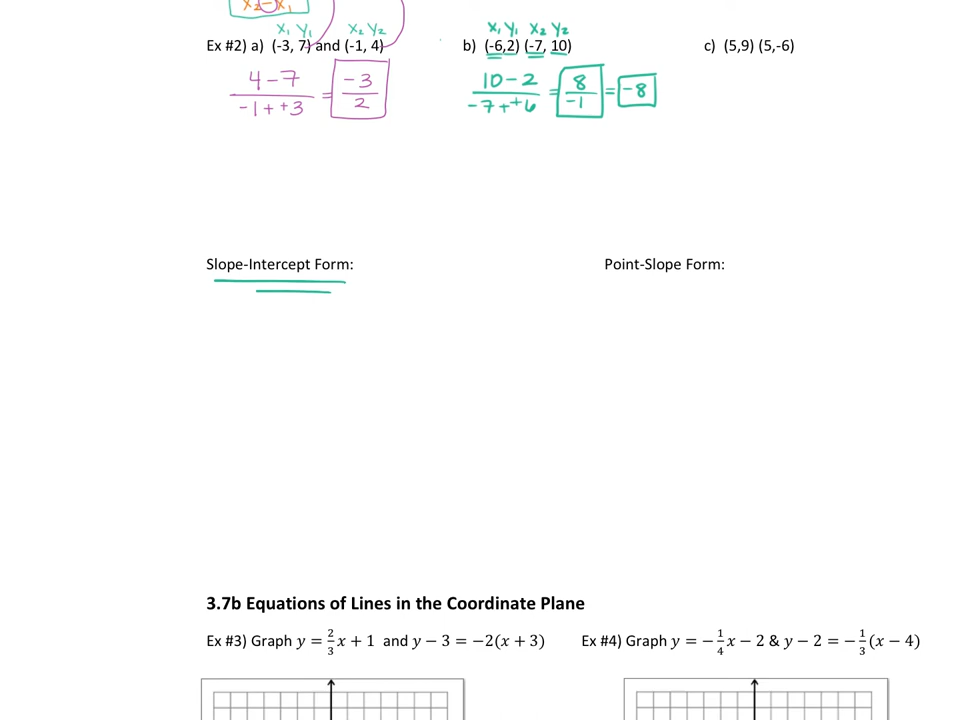 x₂ - x₁
x₁ y₁ x₂ y₂ x₁ y₁ x₂ y₂
Ex #2) a) (-3, 7) and (-1, 4) b) (-6,2) (-7, 10) c) (5,9) (5,-6)
4 - 7 / -1 + +3 = -3/2 10 - 2 / -7 + +6 = 8/-1 = -8
Slope-Intercept Form: Point-Slope Form:
3.7b Equations of Lines in the Coordinate Plane
Ex #3) Graph y = 2/3 x + 1 and y − 3 = −2(x + 3) Ex #4) Graph y = −1/4 x − 2 & y − 2 = −1/3 (x − 4)